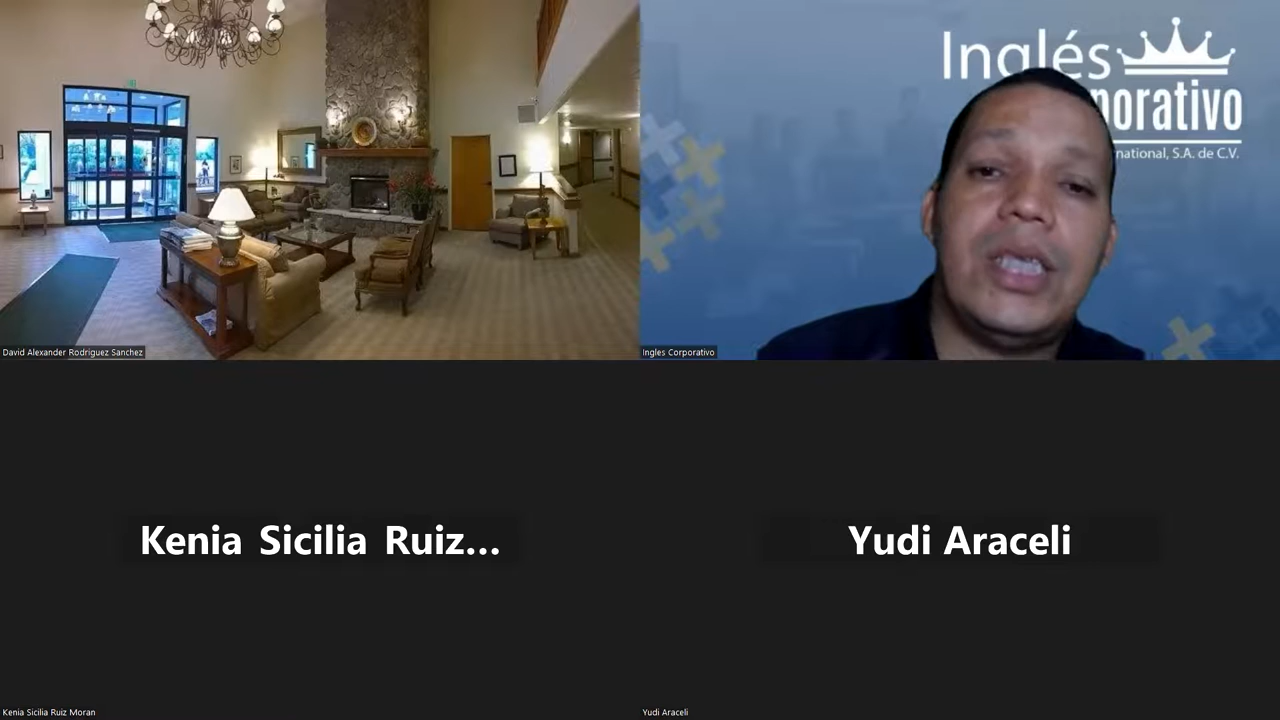 David Alexander Rodriguez Sanchez
Inglés
porativo
national, S.A. de C.V.
Ingles Corporativo
Kenia Sicilia Ruiz...
Yudi Araceli
Kenia Sicilia Ruiz Moran
Yudi Araceli